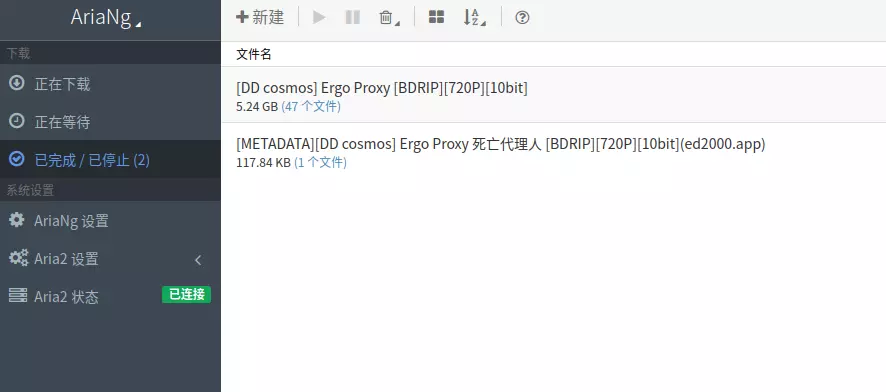 AriaNg
新建
下载
正在下载
正在等待
已完成 / 已停止 (2)
系统设置
AriaNg 设置
Aria2 设置
Aria2 状态
已连接
文件名
[DD cosmos] Ergo Proxy [BDRIP][720P][10bit]
5.24 GB (47 个文件)
[METADATA][DD cosmos] Ergo Proxy 死亡代理人 [BDRIP][720P][10bit](ed2000.app)
117.84 KB (1 个文件)